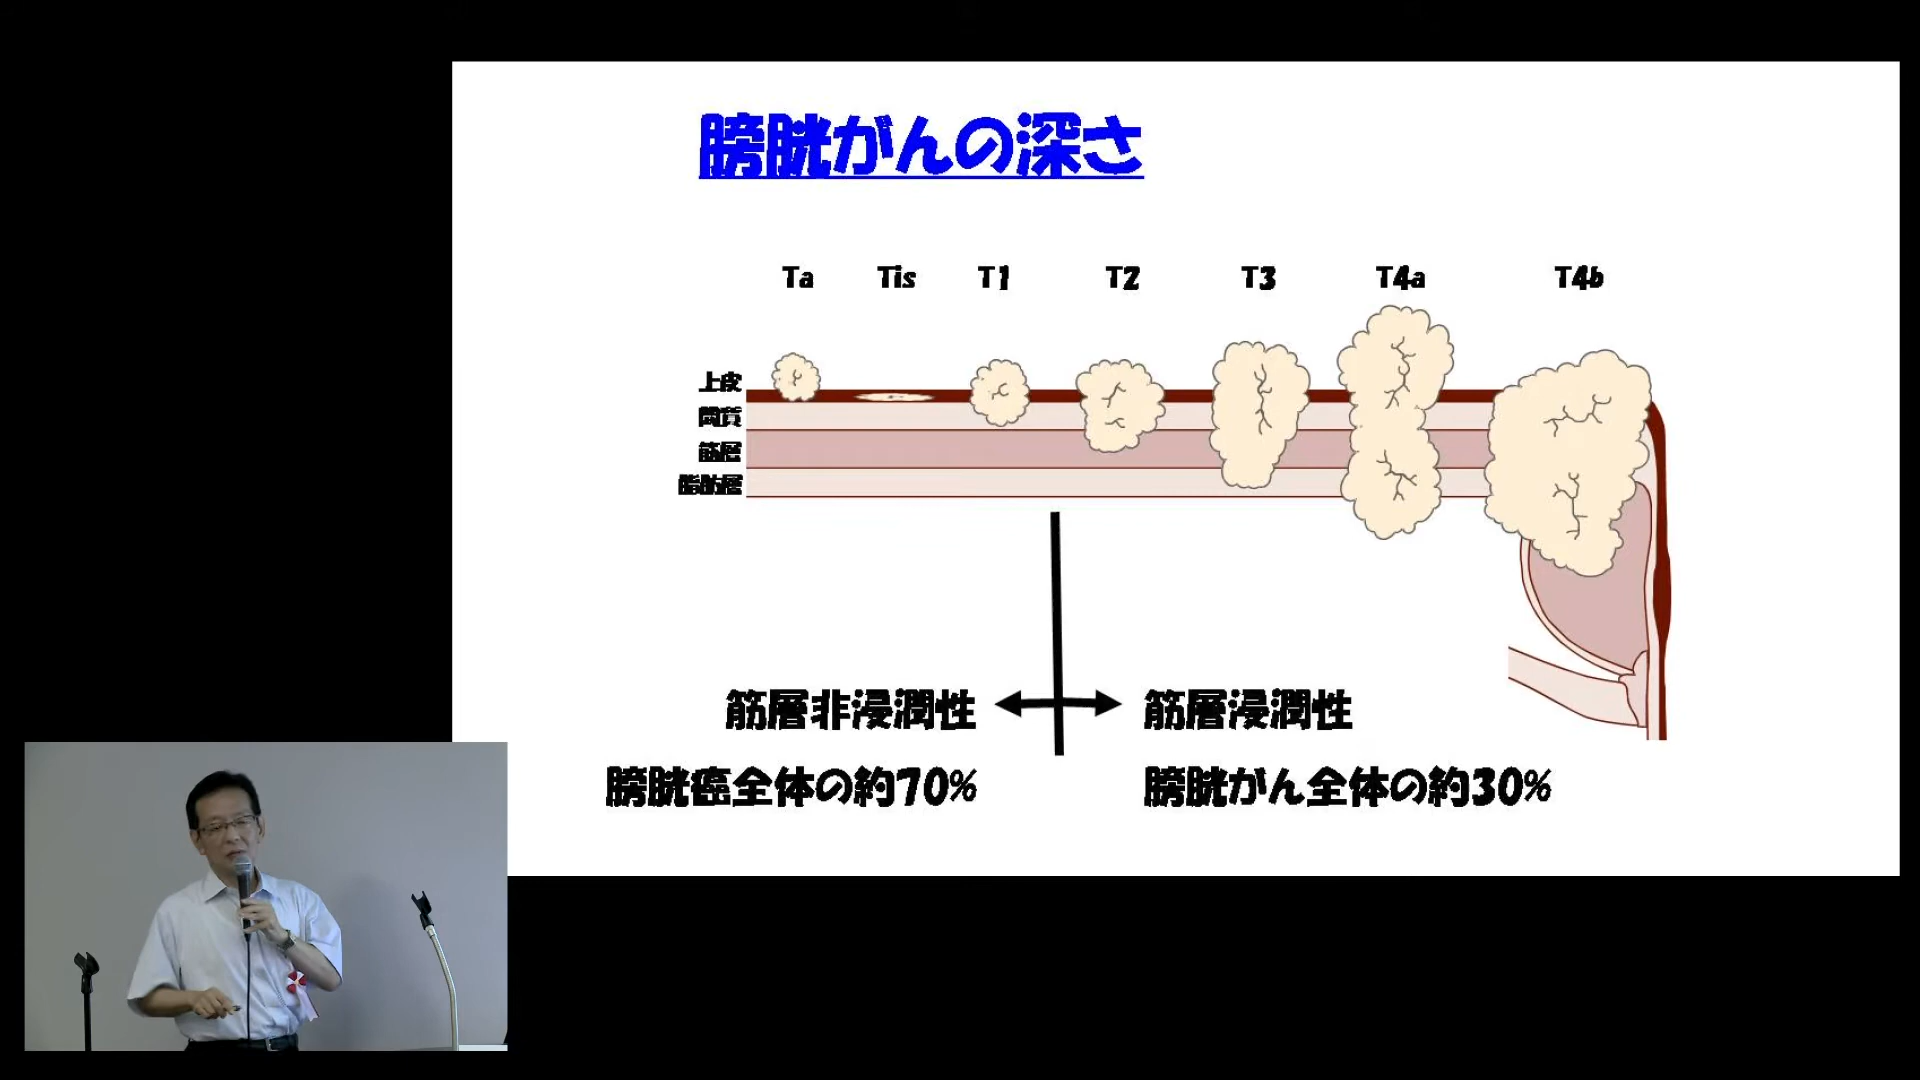 膀胱がんの深さ
Ta Tis T1 T2 T3 T4a T4b
上皮
間質
筋層
脂肪層
筋層非浸潤性
筋層浸潤性
膀胱癌全体の約70%
膀胱がん全体の約30%